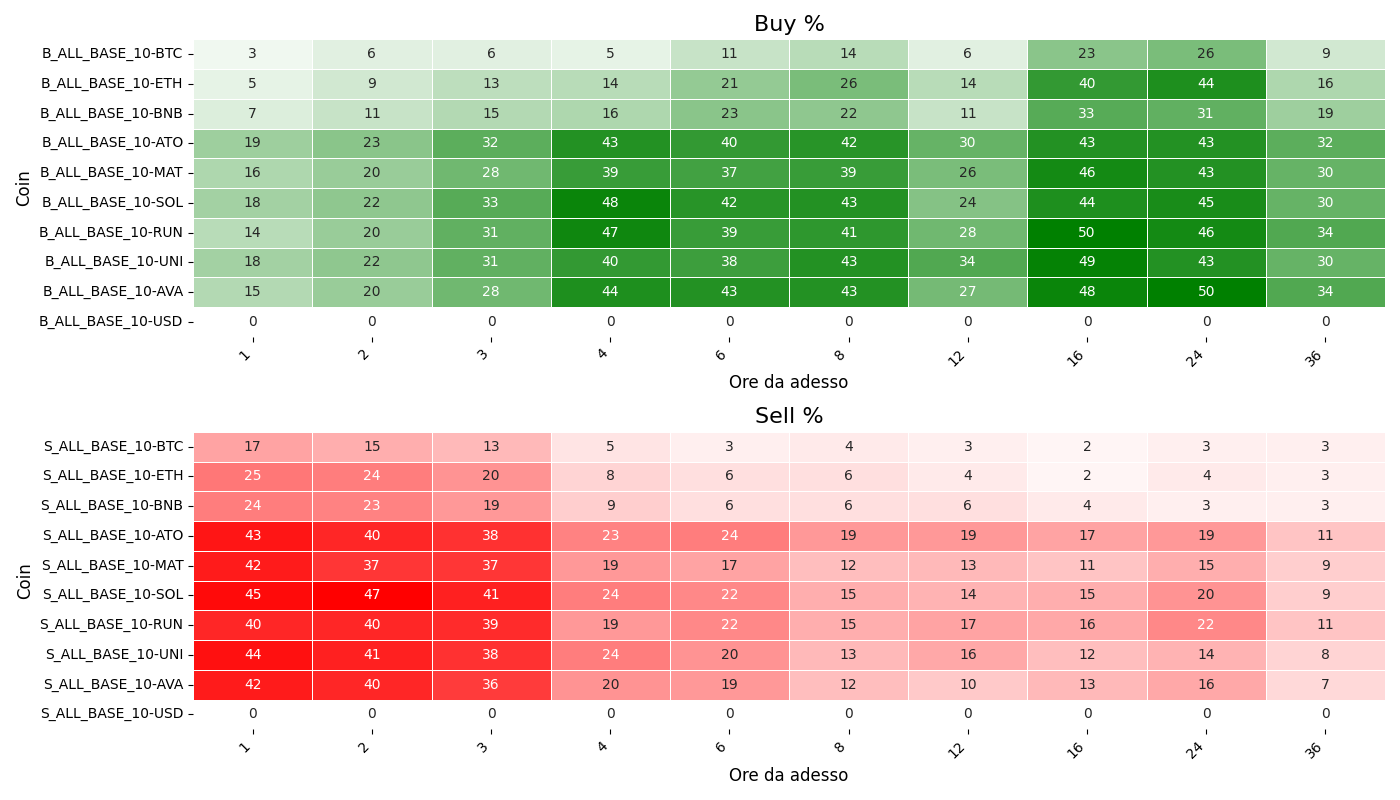 Buy %
Coin
B_ALL_BASE_10-BTC 3 6 6 5 11 14 6 23 26 9
B_ALL_BASE_10-ETH 5 9 13 14 21 26 14 40 44 16
B_ALL_BASE_10-BNB 7 11 15 16 23 22 11 33 31 19
B_ALL_BASE_10-ATO 19 23 32 43 40 42 30 43 43 32
B_ALL_BASE_10-MAT 16 20 28 39 37 39 26 46 43 30
B_ALL_BASE_10-SOL 18 22 33 48 42 43 24 44 45 30
B_ALL_BASE_10-RUN 14 20 31 47 39 41 28 50 46 34
B_ALL_BASE_10-UNI 18 22 31 40 38 43 34 49 43 30
B_ALL_BASE_10-AVA 15 20 28 44 43 43 27 48 50 34
B_ALL_BASE_10-USD 0 0 0 0 0 0 0 0 0 0
1 2 3 4 6 8 12 16 24 36
Ore da adesso
Sell %
Coin
S_ALL_BASE_10-BTC 17 15 13 5 3 4 3 2 3 3
S_ALL_BASE_10-ETH 25 24 20 8 6 6 4 2 4 3
S_ALL_BASE_10-BNB 24 23 19 9 6 6 6 4 3 3
S_ALL_BASE_10-ATO 43 40 38 23 24 19 19 17 19 11
S_ALL_BASE_10-MAT 42 37 37 19 17 12 13 11 15 9
S_ALL_BASE_10-SOL 45 47 41 24 22 15 14 15 20 9
S_ALL_BASE_10-RUN 40 40 39 19 22 15 17 16 22 11
S_ALL_BASE_10-UNI 44 41 38 24 20 13 16 12 14 8
S_ALL_BASE_10-AVA 42 40 36 20 19 12 10 13 16 7
S_ALL_BASE_10-USD 0 0 0 0 0 0 0 0 0 0
1 2 3 4 6 8 12 16 24 36
Ore da adesso